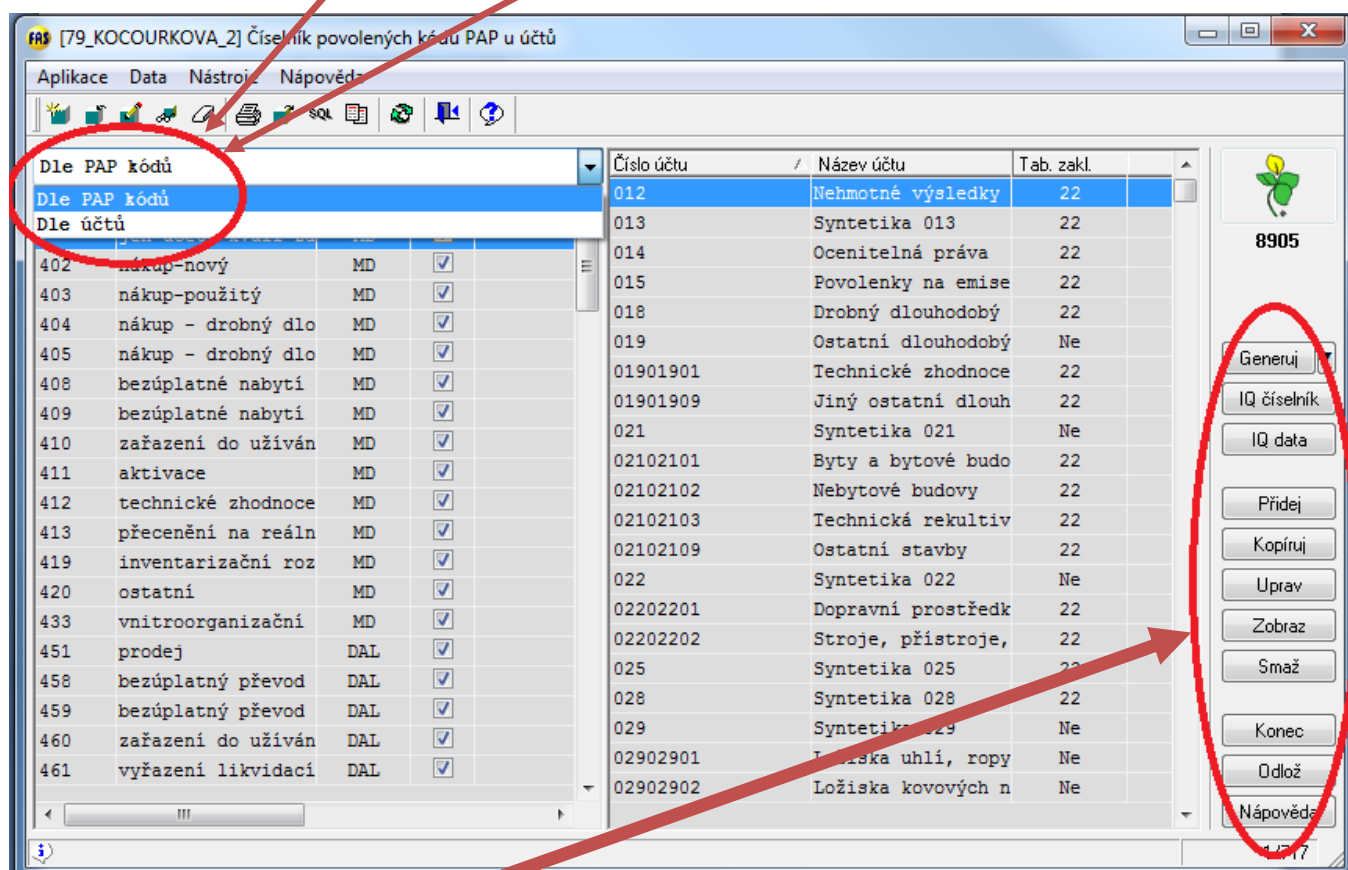 FAS [79_KOCOURKOVA_2] Číselník povolených kódů PAP u účtů
Aplikace Data Nástroje Nápověda
SQL
Dle PAP kódů
Dle PAP kódů
Dle účtů
402 nákup-nový MD
403 nákup-použitý MD
404 nákup - drobný dlo MD
405 nákup - drobný dlo MD
408 bezúplatné nabytí MD
409 bezúplatné nabytí MD
410 zařazení do užíván MD
411 aktivace MD
412 technické zhodnoce MD
413 přecenění na reáln MD
419 inventarizační roz MD
420 ostatní MD
433 vnitroorganizační MD
451 prodej DAL
458 bezúplatný převod DAL
459 bezúplatný převod DAL
460 zařazení do užíván DAL
461 vyřazení likvidací DAL
Číslo účtu Název účtu Tab. zakl.
012 Nehmotné výsledky 22
013 Syntetika 013 22
014 Ocenitelná práva 22
015 Povolenky na emise 22
018 Drobný dlouhodobý 22
019 Ostatní dlouhodobý Ne
01901901 Technické zhodnoce 22
01901909 Jiný ostatní dlouh 22
021 Syntetika 021 Ne
02102101 Byty a bytové budo 22
02102102 Nebytové budovy 22
02102103 Technická rekultiv 22
02102109 Ostatní stavby 22
022 Syntetika 022 Ne
02202201 Dopravní prostředk 22
02202202 Stroje, přístroje, 22
025 Syntetika 025 22
028 Syntetika 028 22
029 Syntetika 029 Ne
02902901 Ložiska uhlí, ropy Ne
02902902 Ložiska kovových n Ne
8905
Generuj
IQ číselník
IQ data
Přidej
Kopíruj
Uprav
Zobraz
Smaž
Konec
Odlož
Nápověda
1/717